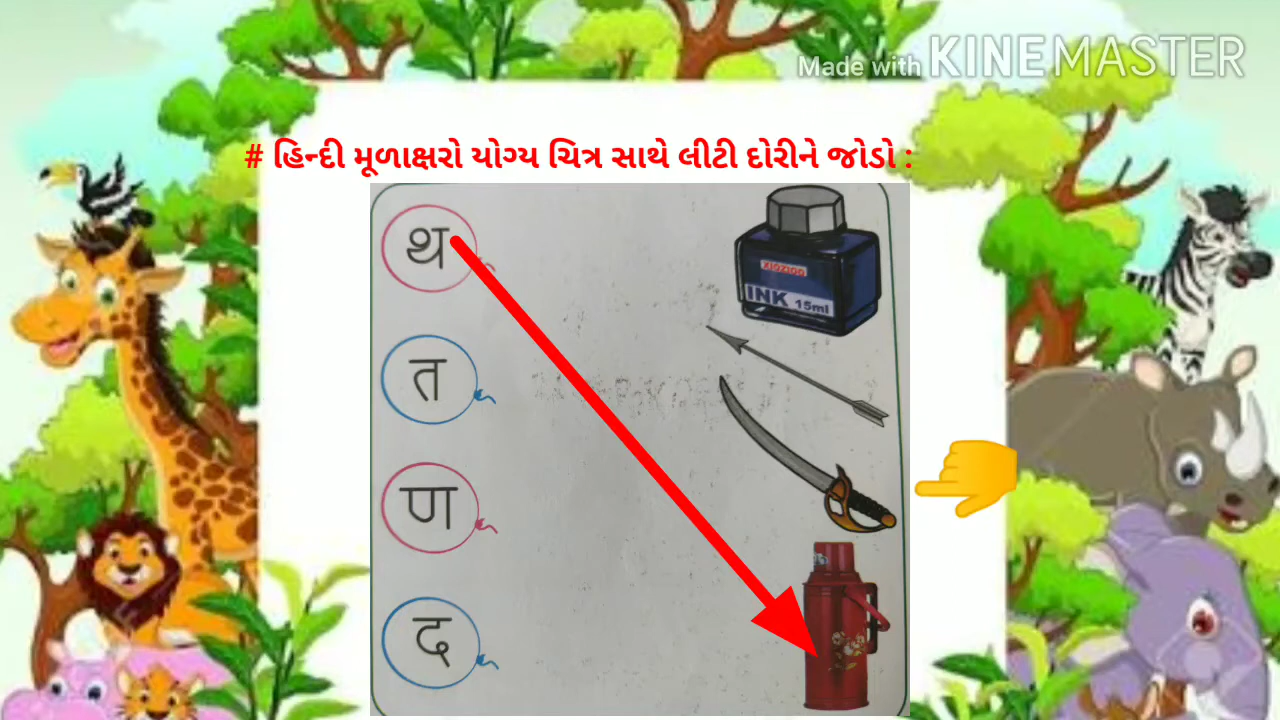 Made with KINEMASTER
# હિન્દી મૂળાક્ષરો યોગ્ય ચિત્ર સાથે લીટી દોરીને જોડો :
थ
INK 15ml
त
ण
द